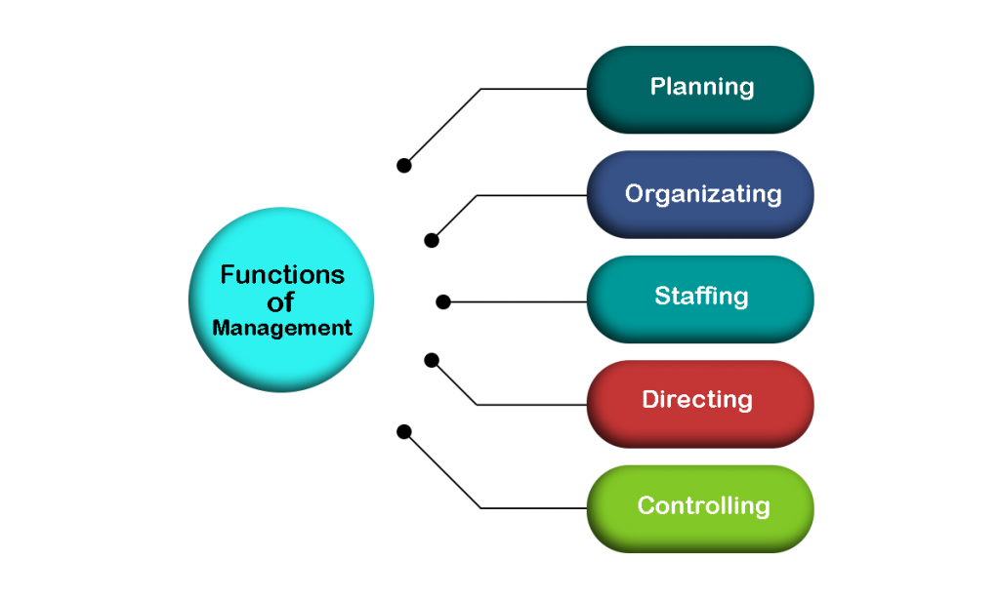 Functions
of
Management
Planning
Organizating
Staffing
Directing
Controlling